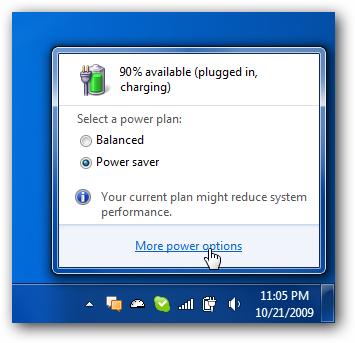 90% available (plugged in,
charging)
Select a power plan:
Balanced
Power saver
Your current plan might reduce system
performance.
More power options
11:05 PM
10/21/2009